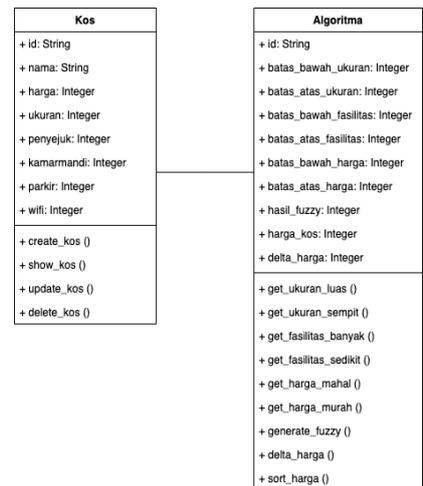 Kos
+ id: String
+ nama: String
+ harga: Integer
+ ukuran: Integer
+ penyejuk: Integer
+ kamarmandi: Integer
+ parkir: Integer
+ wifi: Integer
+ create_kos ()
+ show_kos ()
+ update_kos ()
+ delete_kos ()
Algoritma
+ id: String
+ batas_bawah_ukuran: Integer
+ batas_atas_ukuran: Integer
+ batas_bawah_fasilitas: Integer
+ batas_atas_fasilitas: Integer
+ batas_bawah_harga: Integer
+ batas_atas_harga: Integer
+ hasil_fuzzy: Integer
+ harga_kos: Integer
+ delta_harga: Integer
+ get_ukuran_luas ()
+ get_ukuran_sempit ()
+ get_fasilitas_banyak ()
+ get_fasilitas_sedikit ()
+ get_harga_mahal ()
+ get_harga_murah ()
+ generate_fuzzy ()
+ delta_harga ()
+ sort_harga ()